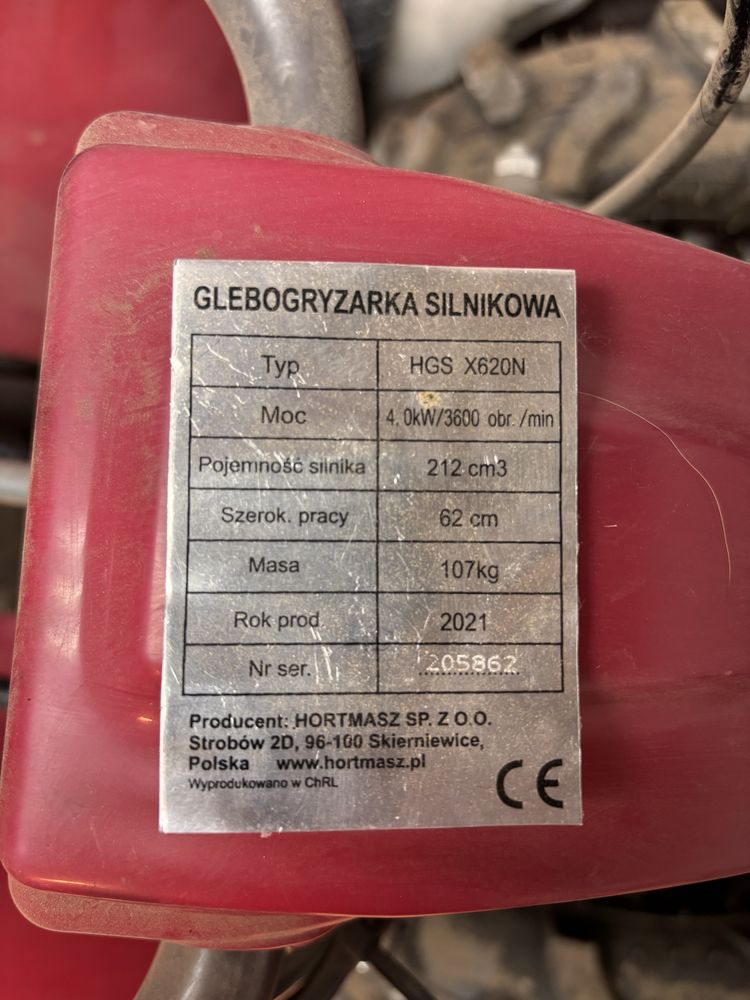 GLEBOGRYZARKA SILNIKOWA
Typ HGS X620N
Moc 4.0kW/3600 obr./min
Pojemność silnika 212 cm3
Szerok. pracy 62 cm
Masa 107kg
Rok prod. 2021
Nr ser. 205862
Producent: HORTMASZ SP. Z O.O.
Strobów 2D, 96-100 Skierniewice,
Polska www.hortmasz.pl
Wyprodukowano w ChRL
CE